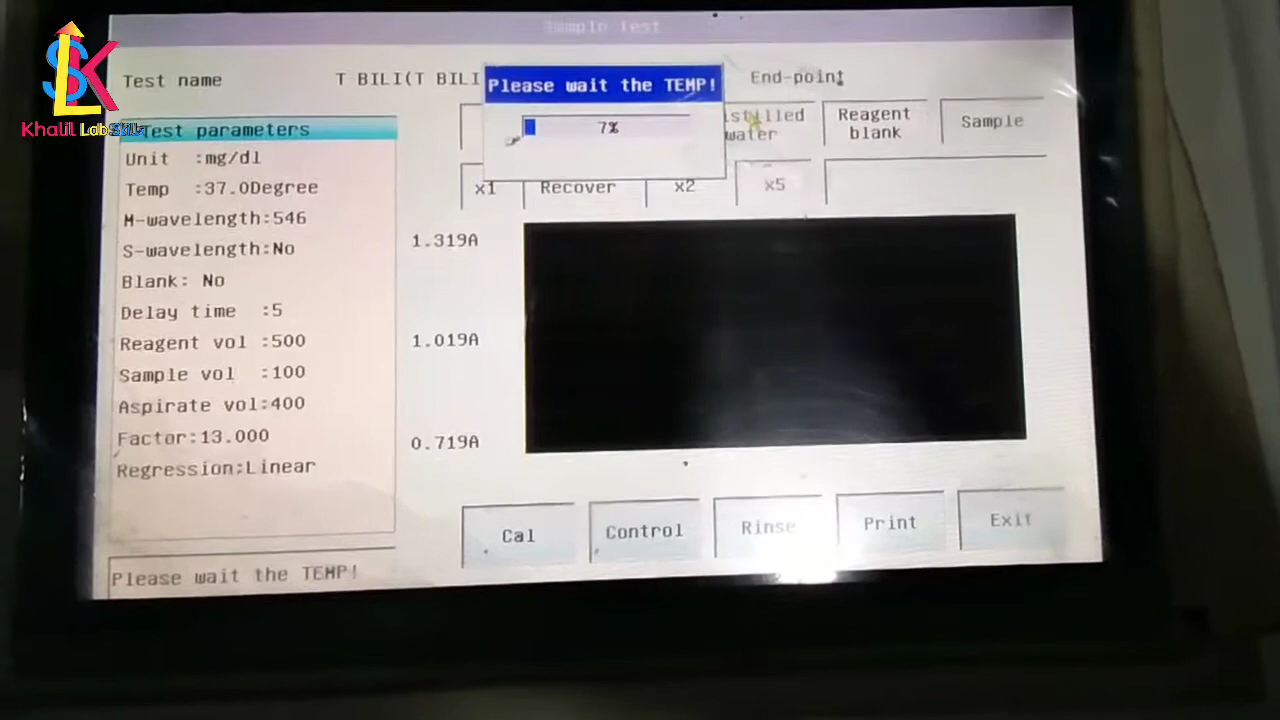 Sample Test
SLK
Khalil LabSkills
Test name
T BILI(T BILI
End-point
Please wait the TEMP!
7%
Reagent
blank
Sample
water
x1
Recover
x2
x5
Test parameters
Unit :mg/dl
Temp :37.0Degree
M-wavelength:546
S-wavelength:No
Blank: No
Delay time :5
Reagent vol :500
Sample vol :100
Aspirate vol:400
Factor:13.000
Regression:Linear
1.319A
1.019A
0.719A
Cal
Control
Rinse
Print
Exit
Please wait the TEMP!